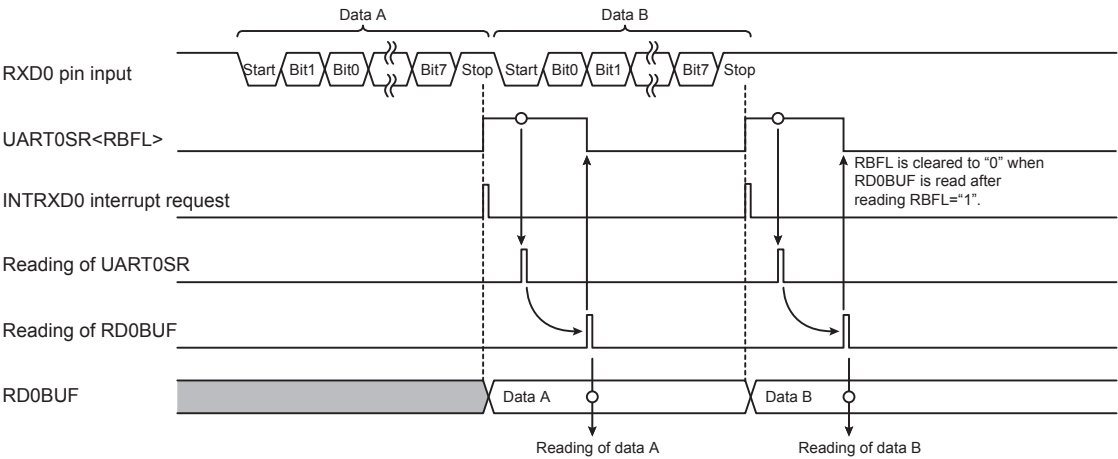 Data A Data B
RXD0 pin input Start Bit1 Bit0 Bit7 Stop Start Bit0 Bit1 Bit7 Stop
UART0SR<RBFL>
RBFL is cleared to “0” when
RD0BUF is read after
reading RBFL=“1”.
INTRXD0 interrupt request
Reading of UART0SR
Reading of RD0BUF
RD0BUF Data A Data B
Reading of data A Reading of data B